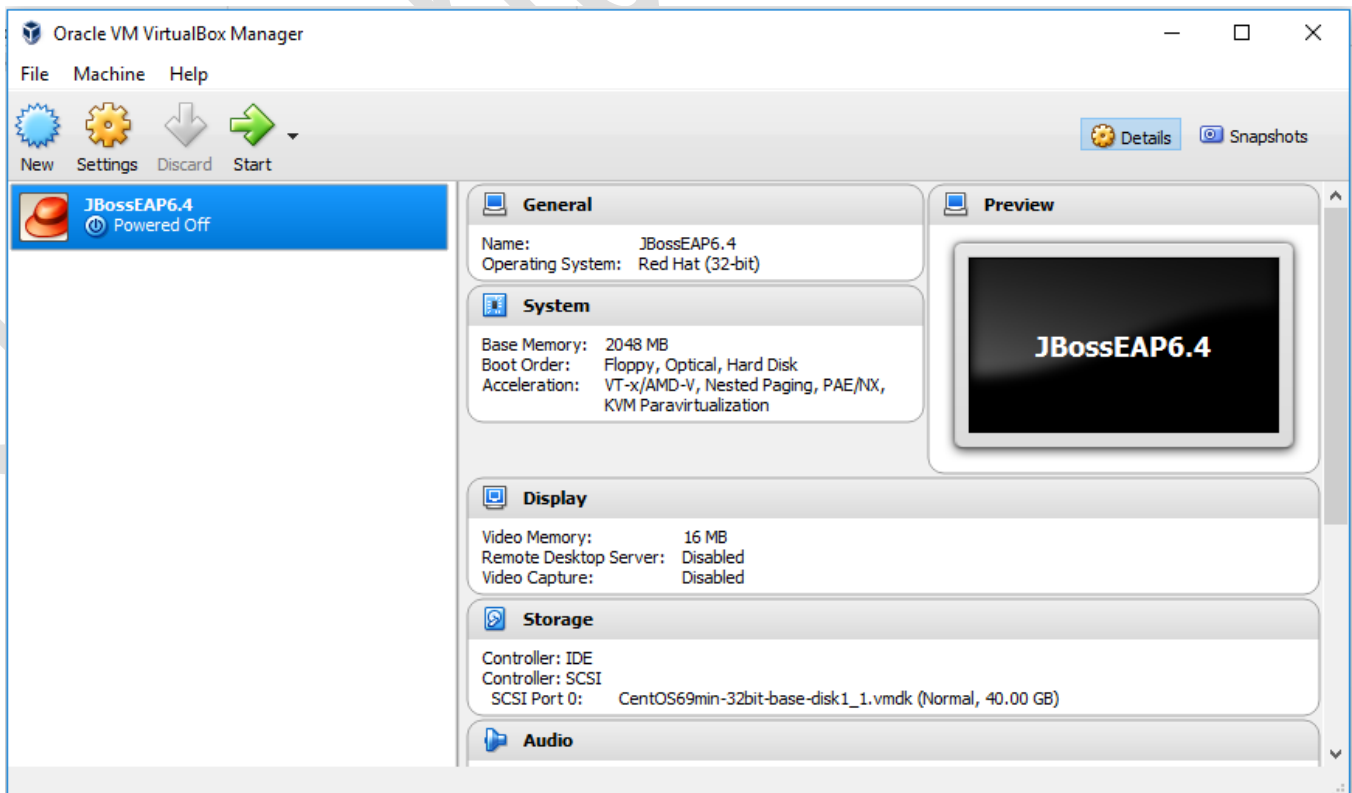 Oracle VM VirtualBox Manager
File Machine Help
New Settings Discard Start
Details Snapshots
JBossEAP6.4
Powered Off
General
Name: JBossEAP6.4
Operating System: Red Hat (32-bit)
System
Base Memory: 2048 MB
Boot Order: Floppy, Optical, Hard Disk
Acceleration: VT-x/AMD-V, Nested Paging, PAE/NX,
KVM Paravirtualization
Preview
JBossEAP6.4
Display
Video Memory: 16 MB
Remote Desktop Server: Disabled
Video Capture: Disabled
Storage
Controller: IDE
Controller: SCSI
SCSI Port 0: CentOS69min-32bit-base-disk1_1.vmdk (Normal, 40.00 GB)
Audio